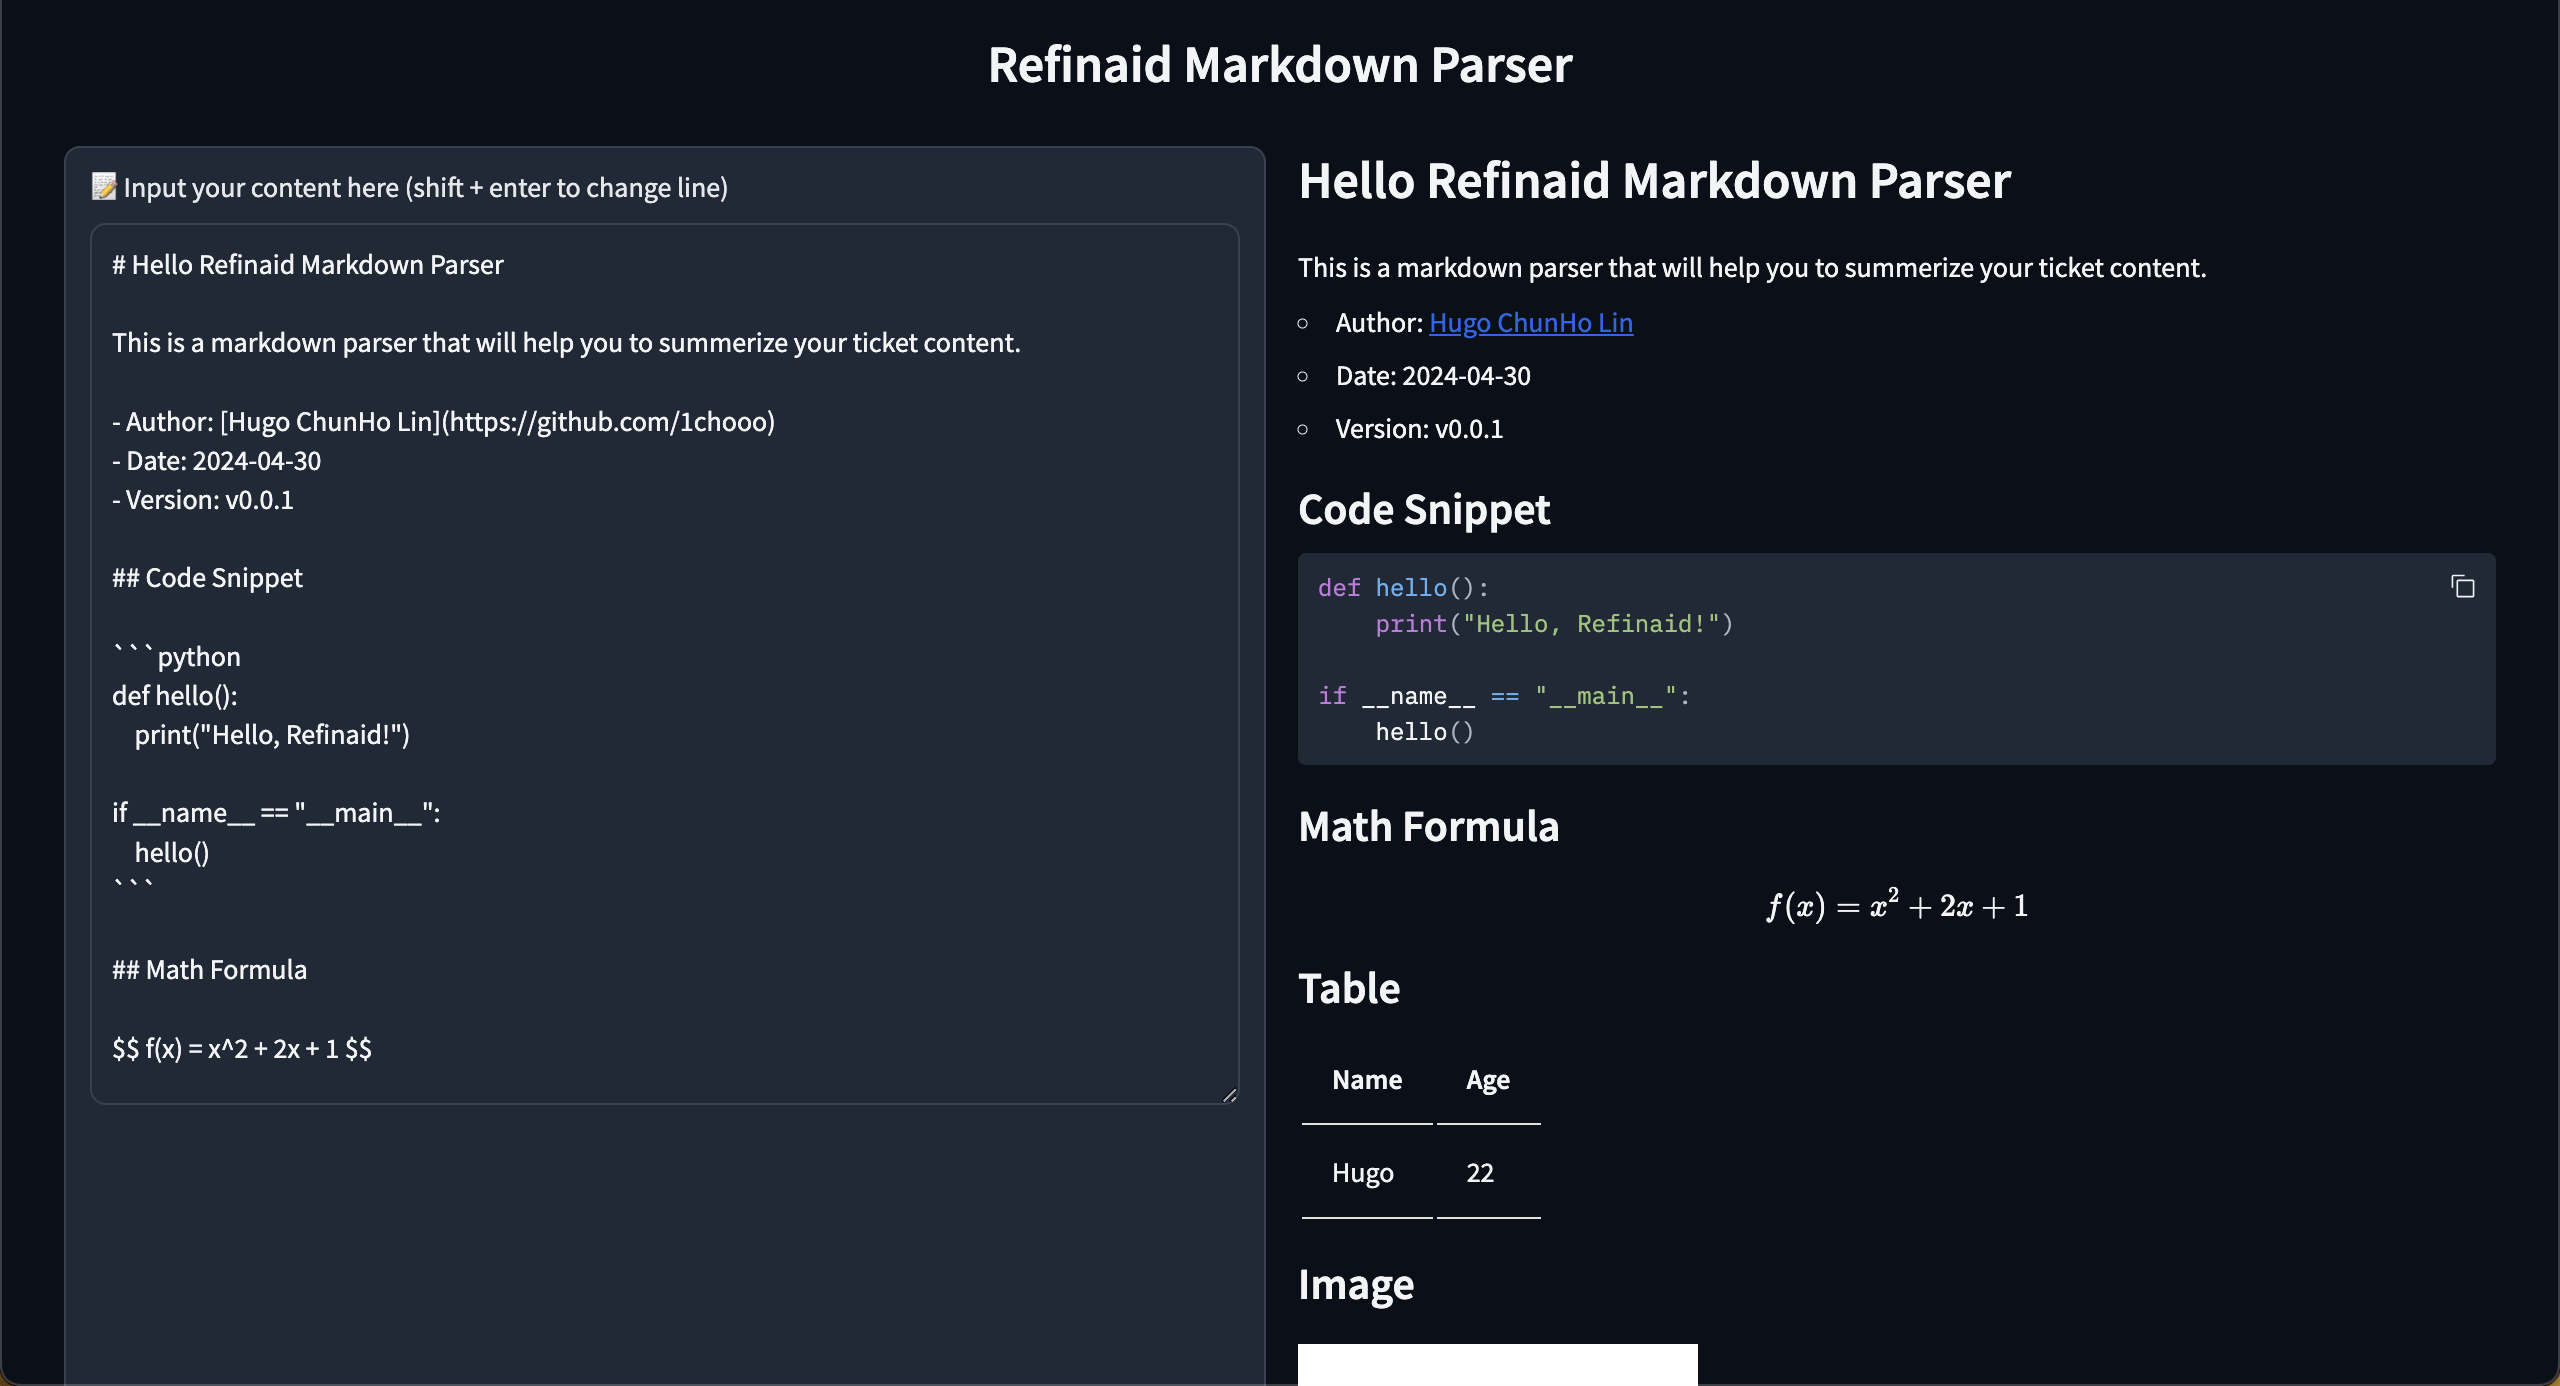 Refinaid Markdown Parser
📝 Input your content here (shift + enter to change line)
# Hello Refinaid Markdown Parser
This is a markdown parser that will help you to summerize your ticket content.
- Author: [Hugo ChunHo Lin](https://github.com/1chooo)
- Date: 2024-04-30
- Version: v0.0.1
## Code Snippet
```python
def hello():
    print("Hello, Refinaid!")
if __name__ == "__main__":
    hello()
```
## Math Formula
$$ f(x) = x^2 + 2x + 1 $$
Hello Refinaid Markdown Parser
This is a markdown parser that will help you to summerize your ticket content.
Author: Hugo ChunHo Lin
Date: 2024-04-30
Version: v0.0.1
Code Snippet
def hello():
    print("Hello, Refinaid!")
if __name__ == "__main__":
    hello()
Math Formula
f(x) = x² + 2x + 1
Table
Name Age
Hugo 22
Image